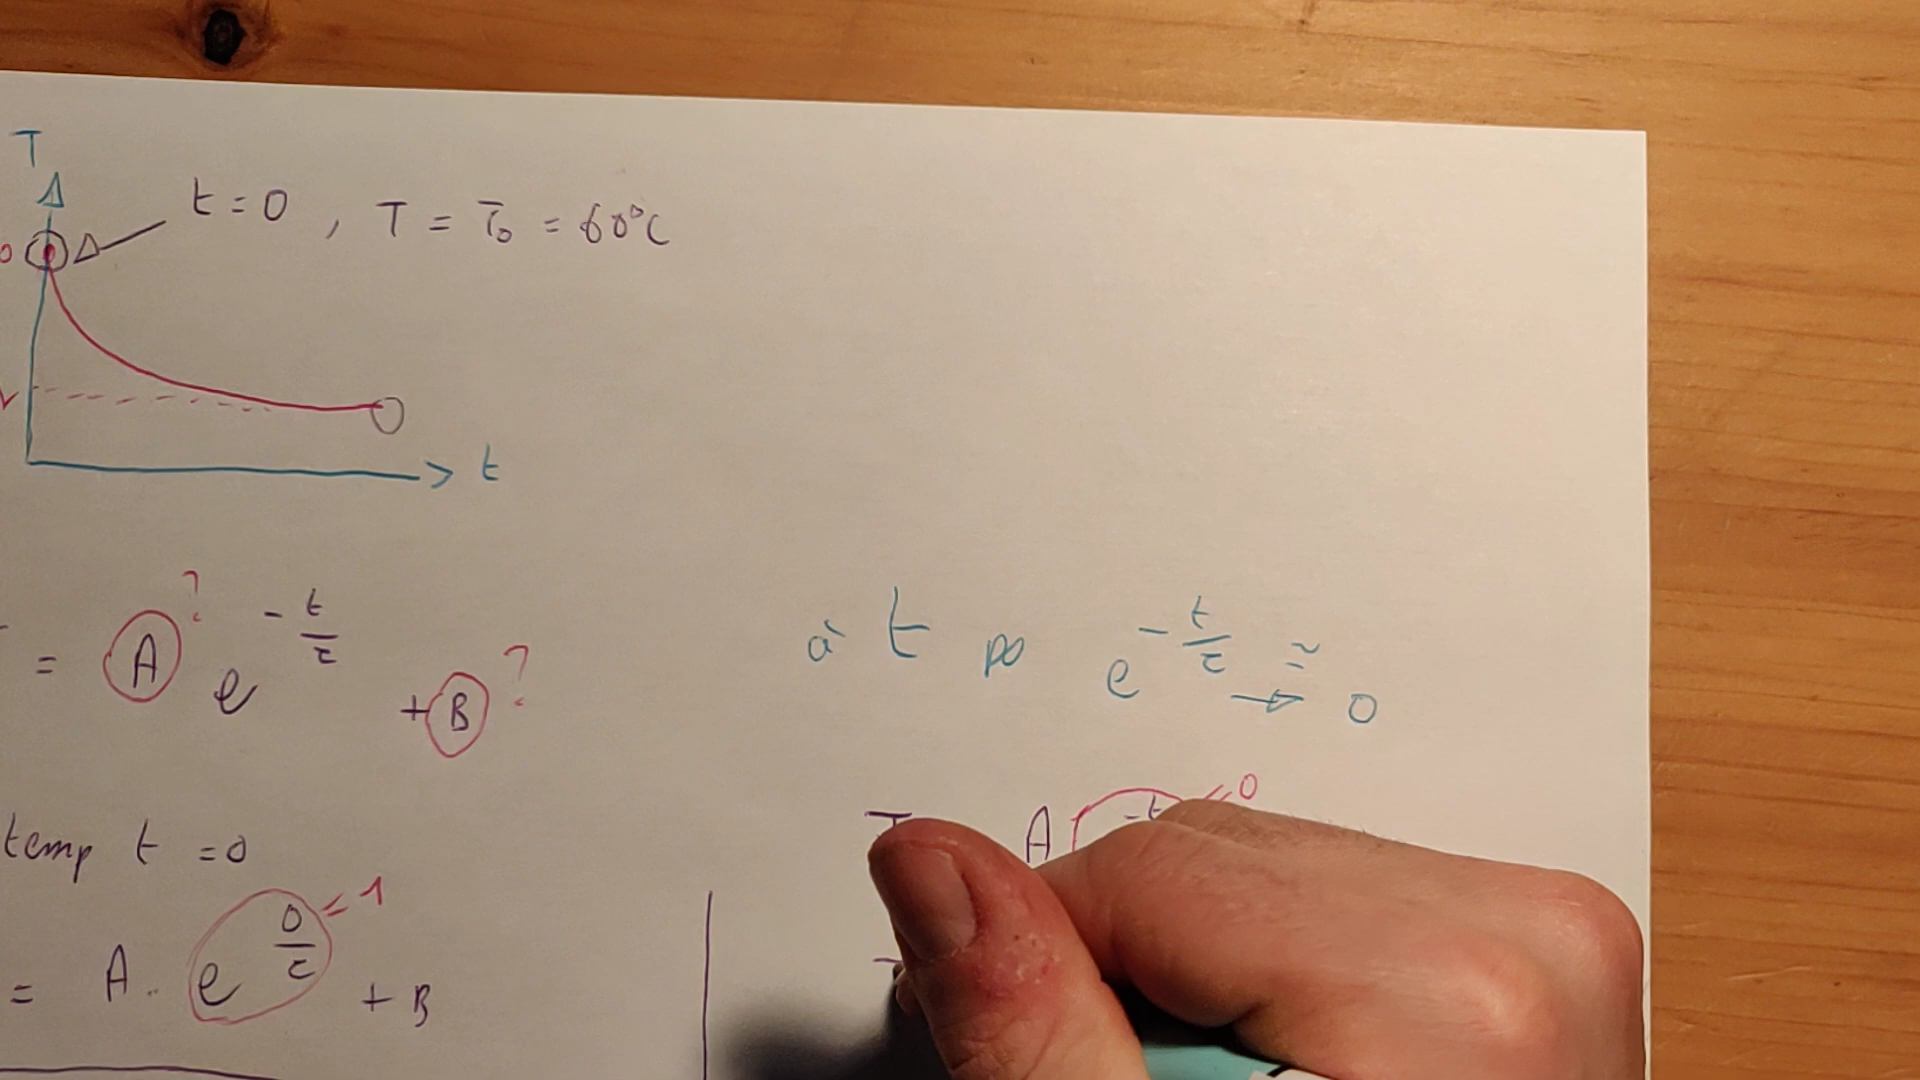 T
t = 0 , T = T₀ = 60°C
t
= A? e^(-t/τ) + B?
à t ∞ e^(-t/τ) ≃ → 0
temp t = 0
= A . e^(0/τ) = 1 + B
A -t = 0